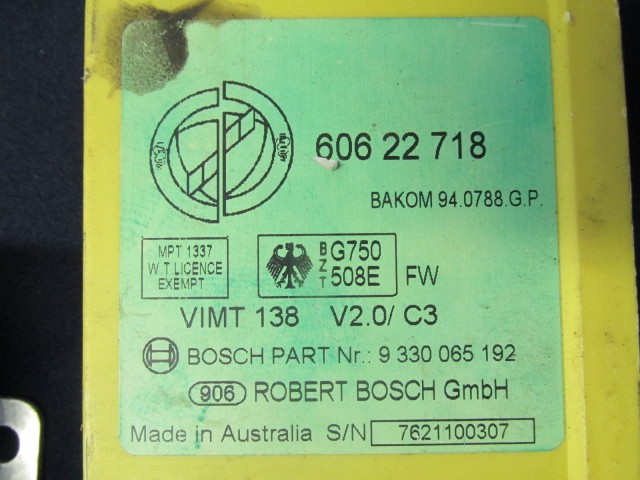 606 22 718
BAKOM 94.0788.G.P.
MPT 1337
W.T.LICENCE
EXEMPT
BZT G750
508E FW
VIMT 138 V2.0/ C3
BOSCH PART Nr.: 9 330 065 192
906 ROBERT BOSCH GmbH
Made in Australia S/N 7621100307